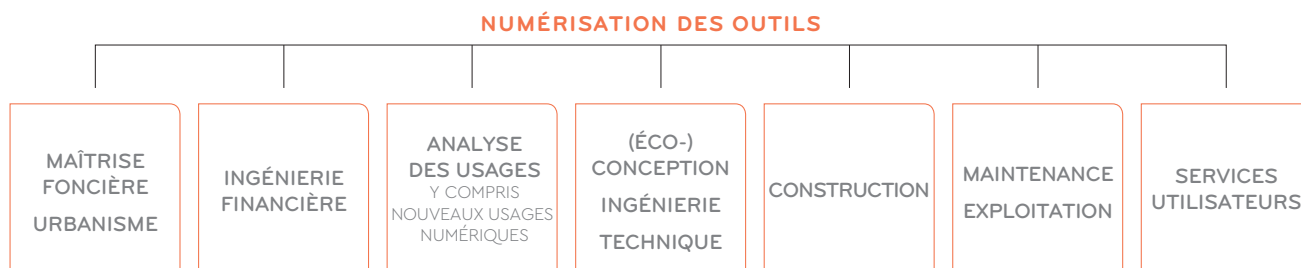 NUMÉRISATION DES OUTILS
MAÎTRISE
FONCIÈRE
URBANISME
INGÉNIERIE
FINANCIÈRE
ANALYSE
DES USAGES
Y COMPRIS
NOUVEAUX USAGES
NUMÉRIQUES
(ÉCO-)
CONCEPTION
INGÉNIERIE
TECHNIQUE
CONSTRUCTION
MAINTENANCE
EXPLOITATION
SERVICES
UTILISATEURS